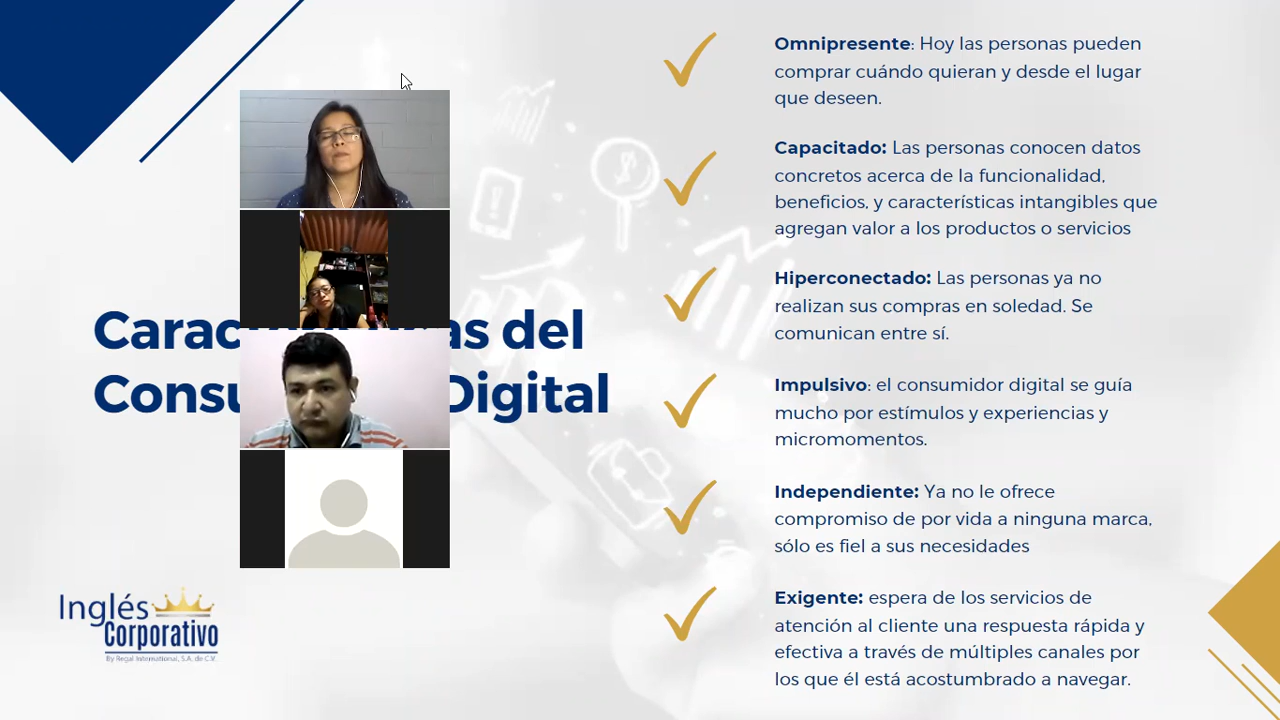 Carac as del
Consu Digital
Inglés
Corporativo
By Regal International, S.A. de C.V.
Omnipresente: Hoy las personas pueden
comprar cuándo quieran y desde el lugar
que deseen.
Capacitado: Las personas conocen datos
concretos acerca de la funcionalidad,
beneficios, y características intangibles que
agregan valor a los productos o servicios
Hiperconectado: Las personas ya no
realizan sus compras en soledad. Se
comunican entre sí.
Impulsivo: el consumidor digital se guía
mucho por estímulos y experiencias y
micromomentos.
Independiente: Ya no le ofrece
compromiso de por vida a ninguna marca,
sólo es fiel a sus necesidades
Exigente: espera de los servicios de
atención al cliente una respuesta rápida y
efectiva a través de múltiples canales por
los que él está acostumbrado a navegar.